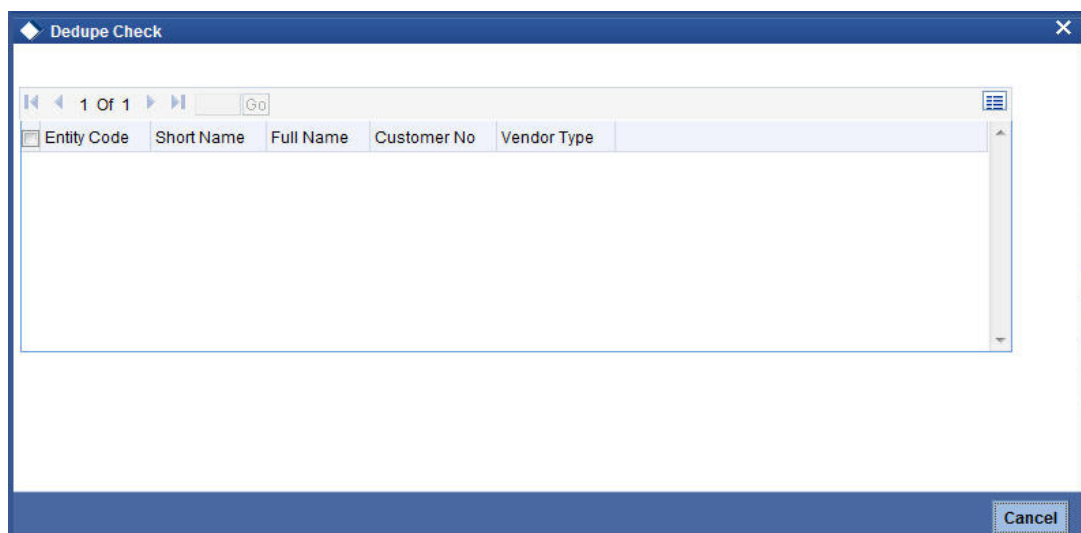 Dedupe Check
1 Of 1 Go
Entity Code Short Name Full Name Customer No Vendor Type
Cancel